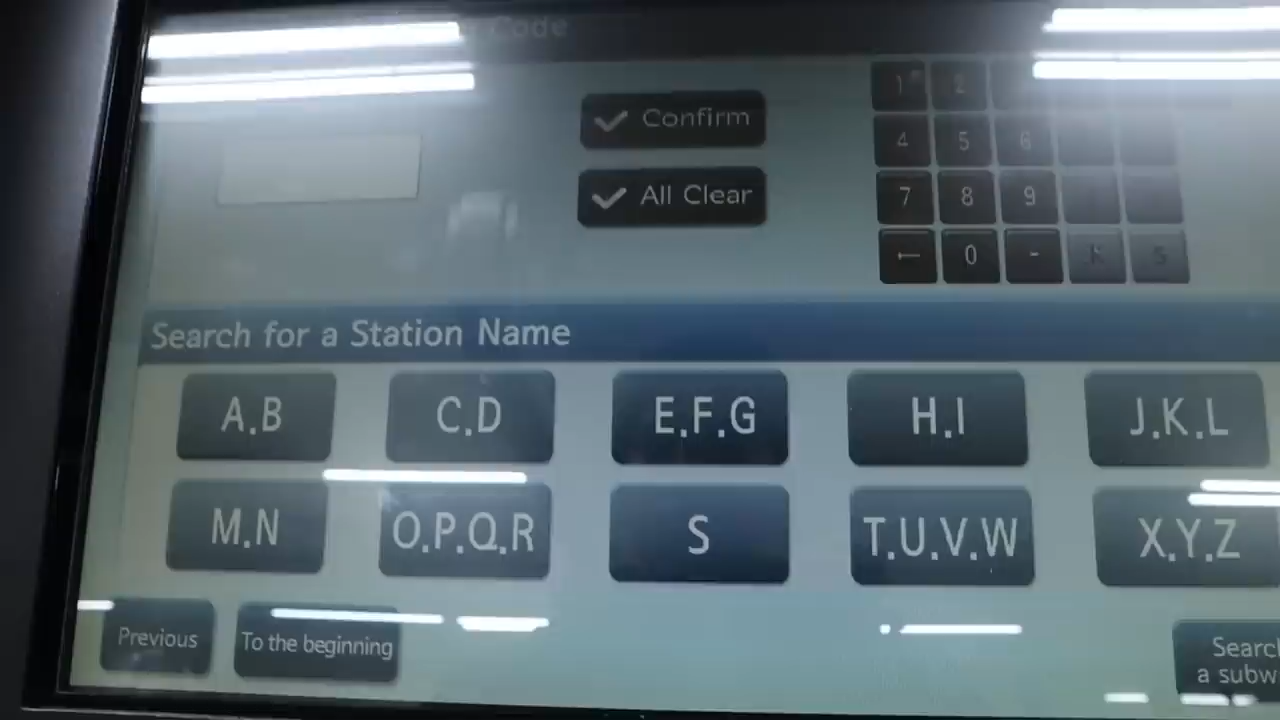 Code
Confirm
All Clear
1 2
4 5 6
7 8 9
← 0 - K S
Search for a Station Name
A.B C.D E.F.G H.I J.K.L
M.N O.P.Q.R S T.U.V.W X.Y.Z
Previous To the beginning
Search
a subw